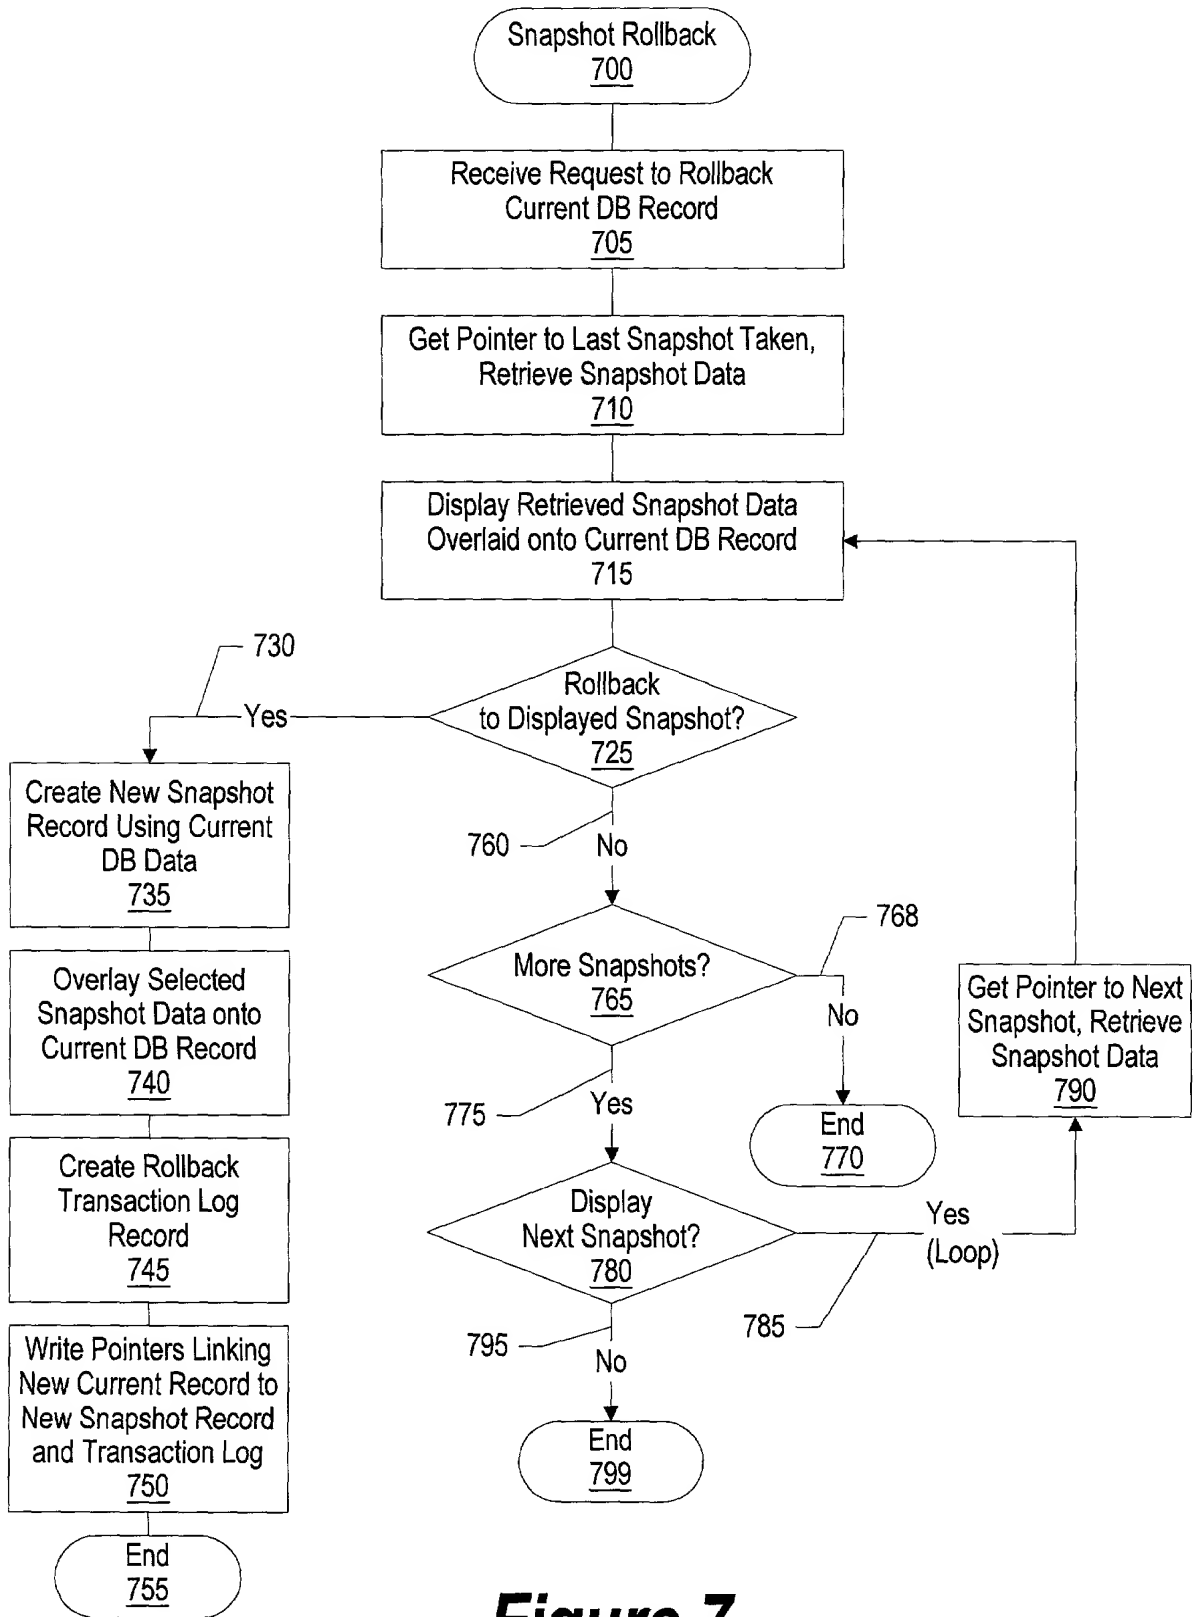 Snapshot Rollback
700
Receive Request to Rollback
Current DB Record
705
Get Pointer to Last Snapshot Taken,
Retrieve Snapshot Data
710
Display Retrieved Snapshot Data
Overlaid onto Current DB Record
715
730
Yes
Rollback
to Displayed Snapshot?
725
Create New Snapshot
Record Using Current
DB Data
735
760
No
768
More Snapshots?
765
No
Overlay Selected
Snapshot Data onto
Current DB Record
740
Get Pointer to Next
Snapshot, Retrieve
Snapshot Data
790
775
Yes
End
770
Create Rollback
Transaction Log
Record
745
Display
Next Snapshot?
780
Yes
(Loop)
785
795
No
Write Pointers Linking
New Current Record to
New Snapshot Record
and Transaction Log
750
End
799
End
755
Figure 7